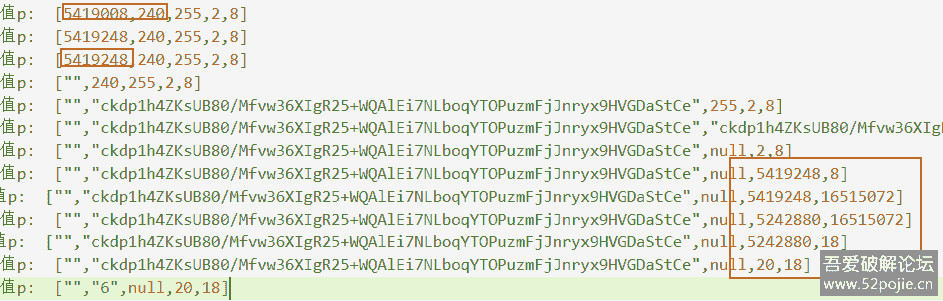 值p: [5419008,240,255,2,8]
值p: [5419248,240,255,2,8]
值p: [5419248,240,255,2,8]
值p: ["",240,255,2,8]
值p: ["","ckdp1h4ZKsUB80/Mfvw36XIgR25+WQAlEi7NLboqYTOPuzmFjJnryx9HVGDaStCe",255,2,8]
值p: ["","ckdp1h4ZKsUB80/Mfvw36XIgR25+WQAlEi7NLboqYTOPuzmFjJnryx9HVGDaStCe","ckdp1h4ZKsUB80/Mfvw36XIgR
值p: ["","ckdp1h4ZKsUB80/Mfvw36XIgR25+WQAlEi7NLboqYTOPuzmFjJnryx9HVGDaStCe",null,2,8]
值p: ["","ckdp1h4ZKsUB80/Mfvw36XIgR25+WQAlEi7NLboqYTOPuzmFjJnryx9HVGDaStCe",null,5419248,8]
值p: ["","ckdp1h4ZKsUB80/Mfvw36XIgR25+WQAlEi7NLboqYTOPuzmFjJnryx9HVGDaStCe",null,5419248,16515072]
值p: ["","ckdp1h4ZKsUB80/Mfvw36XIgR25+WQAlEi7NLboqYTOPuzmFjJnryx9HVGDaStCe",null,5242880,16515072]
值p: ["","ckdp1h4ZKsUB80/Mfvw36XIgR25+WQAlEi7NLboqYTOPuzmFjJnryx9HVGDaStCe",null,5242880,18]
值p: ["","ckdp1h4ZKsUB80/Mfvw36XIgR25+WQAlEi7NLboqYTOPuzmFjJnryx9HVGDaStCe",null,20,18]
值p: ["","6",null,20,18]
吾爱破解论坛
www.52pojie.cn